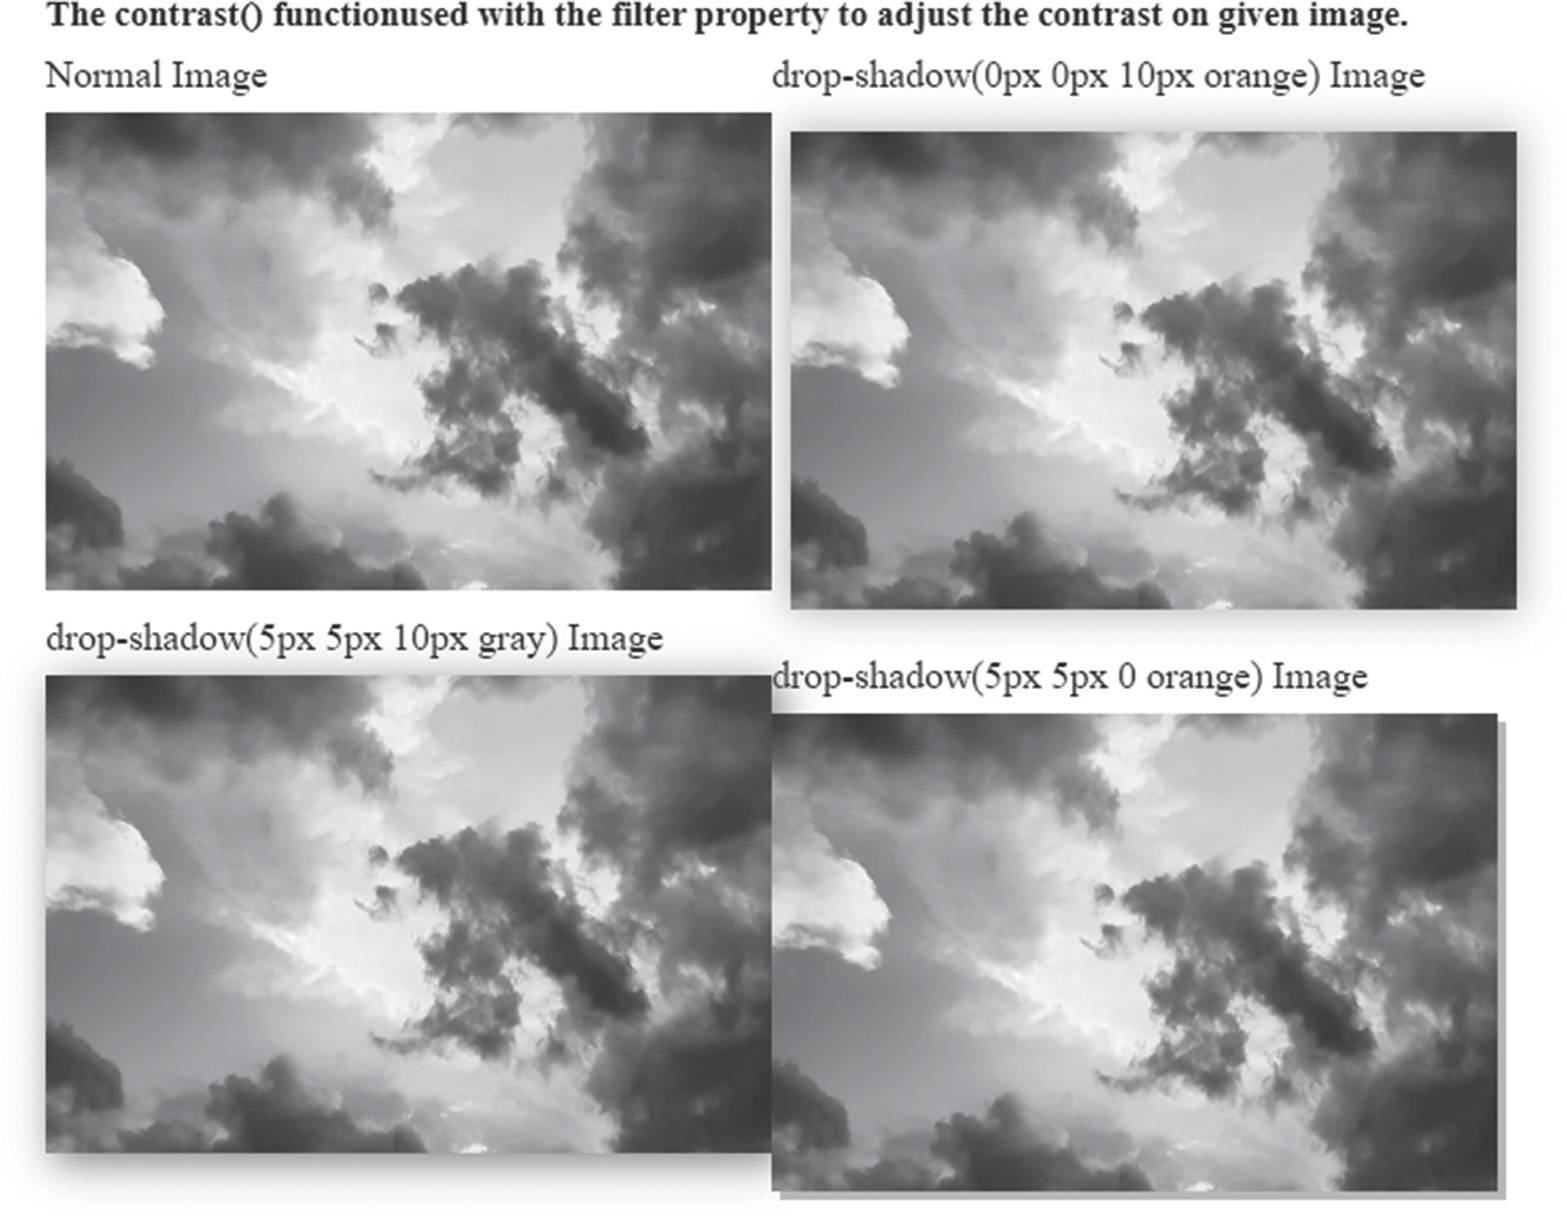 The contrast() functionused with the filter property to adjust the contrast on given image.
Normal Image
drop-shadow(0px 0px 10px orange) Image
drop-shadow(5px 5px 10px gray) Image
drop-shadow(5px 5px 0 orange) Image